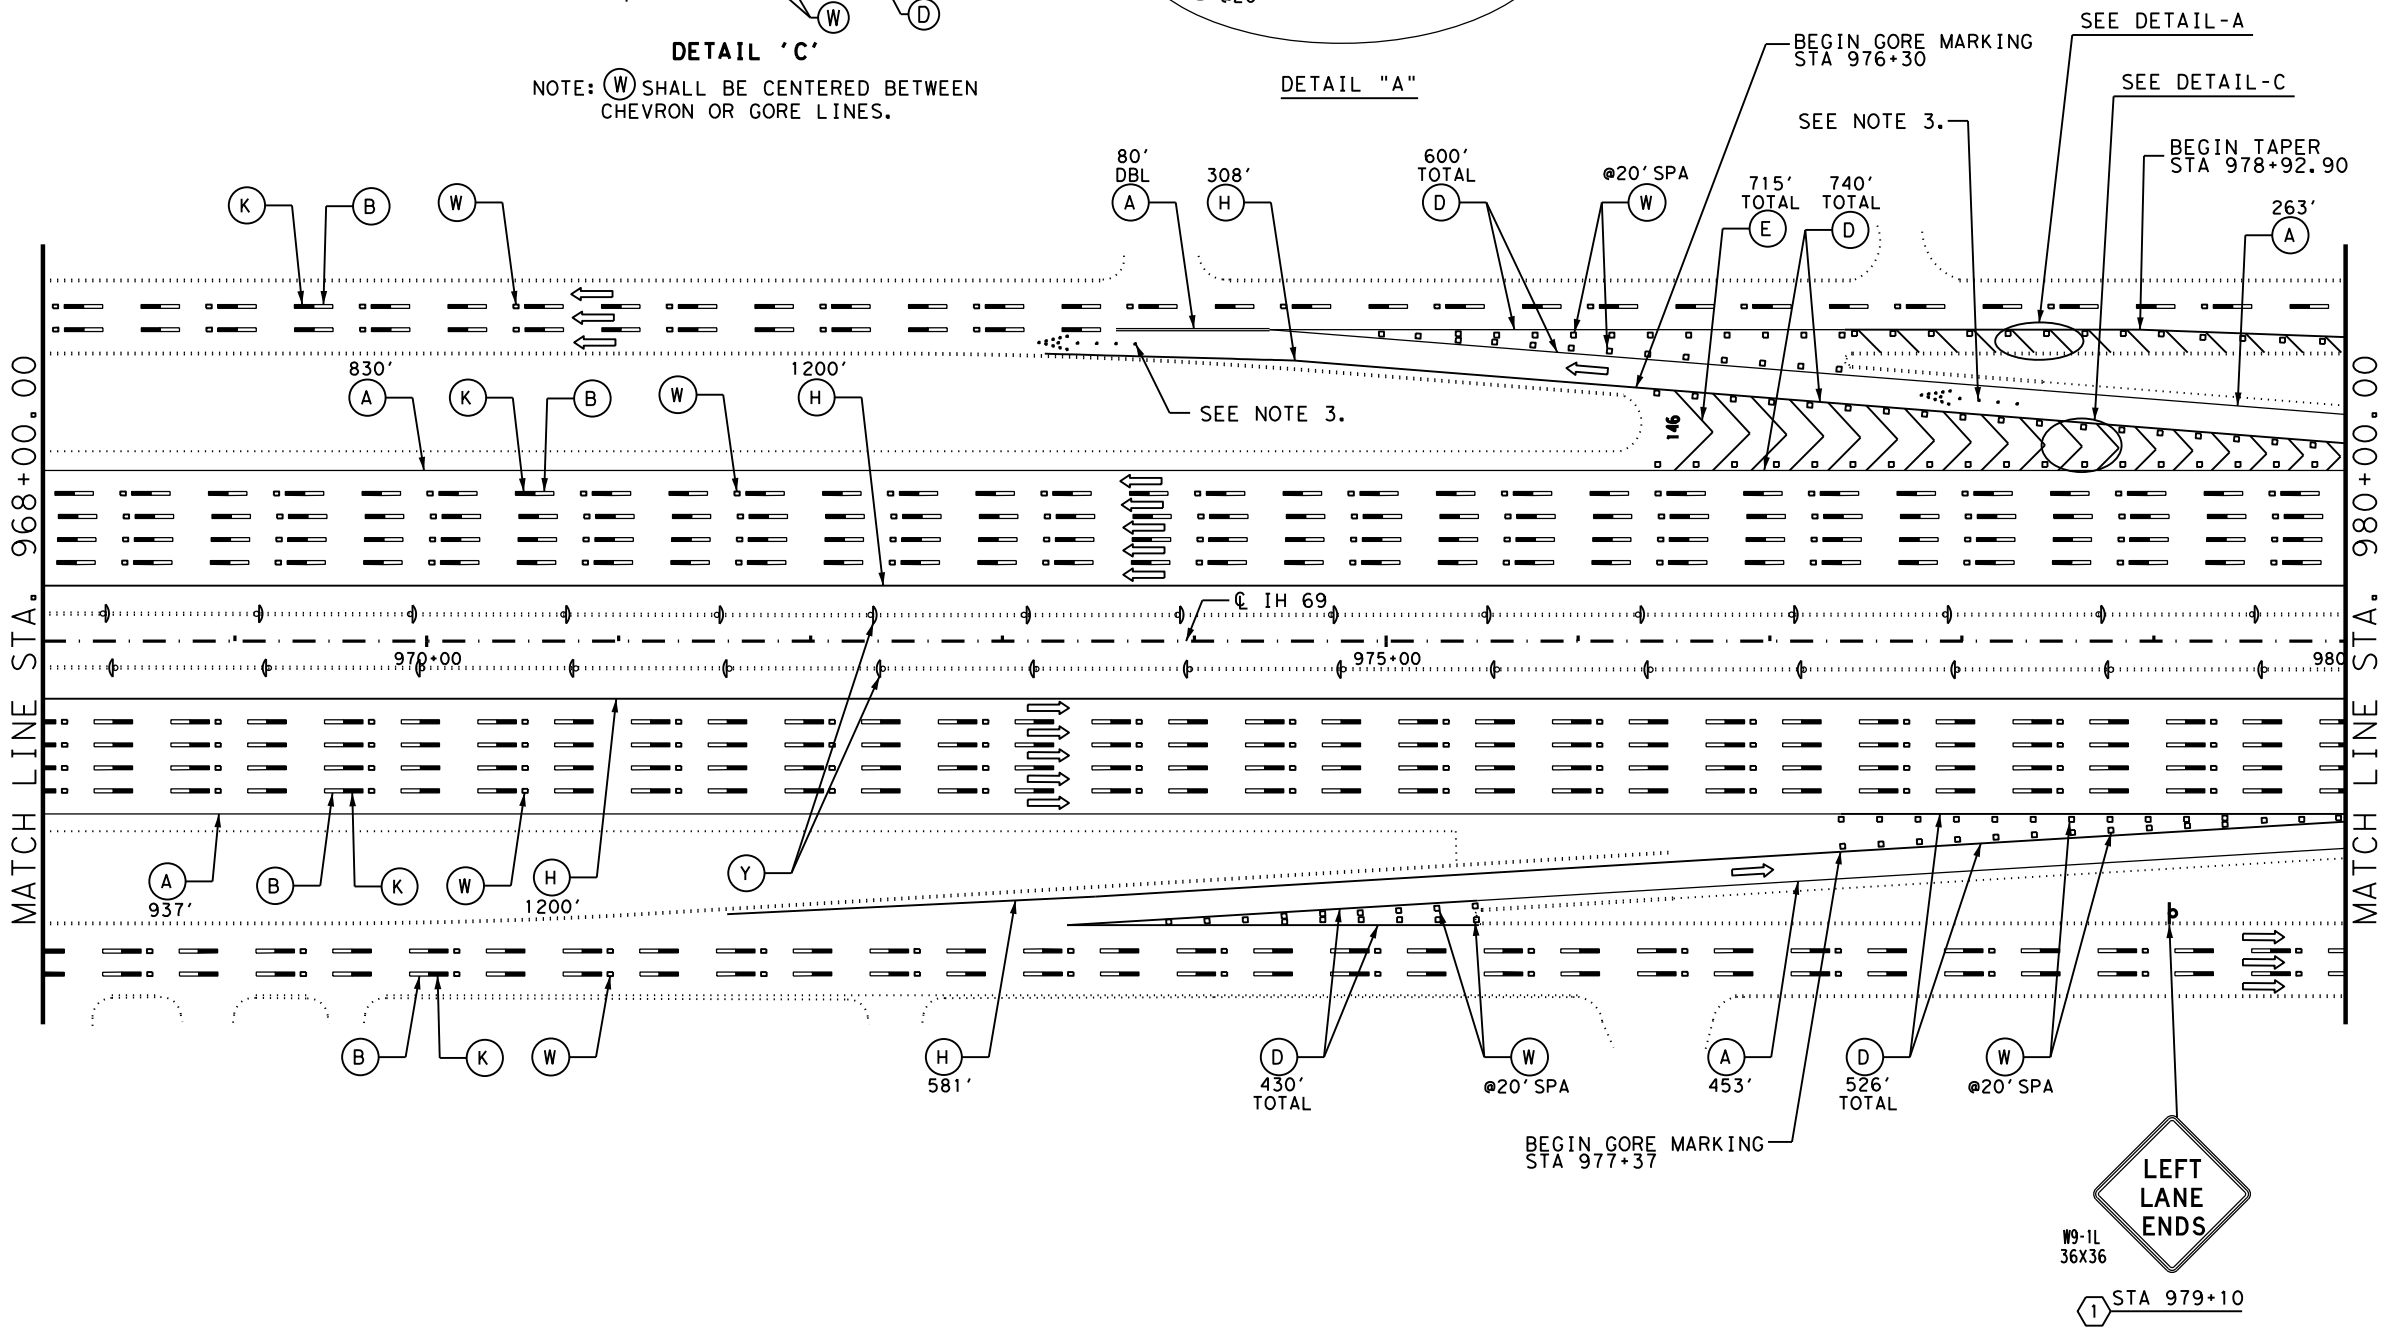 @20
W
D
DETAIL 'C'
NOTE: W SHALL BE CENTERED BETWEEN
CHEVRON OR GORE LINES.
DETAIL "A"
BEGIN GORE MARKING
STA 976+30
SEE DETAIL-A
SEE DETAIL-C
SEE NOTE 3.
BEGIN TAPER
STA 978+92.90
K
B
W
80'
DBL
A
308'
H
600'
TOTAL
D
@20' SPA
W
715'
TOTAL
E
740'
TOTAL
D
263'
A
830'
A
K
B
W
1200'
H
SEE NOTE 3.
146
MATCH LINE STA. 968+00.00
MATCH LINE STA. 980+00.00
℄ IH 69
970+00
975+00
980
A
937'
B
K
W
H
1200'
Y
B
K
W
H
581'
D
430'
TOTAL
W
@20' SPA
A
453'
D
526'
TOTAL
W
@20' SPA
BEGIN GORE MARKING
STA 977+37
LEFT
LANE
ENDS
W9-1L
36X36
1 STA 979+10